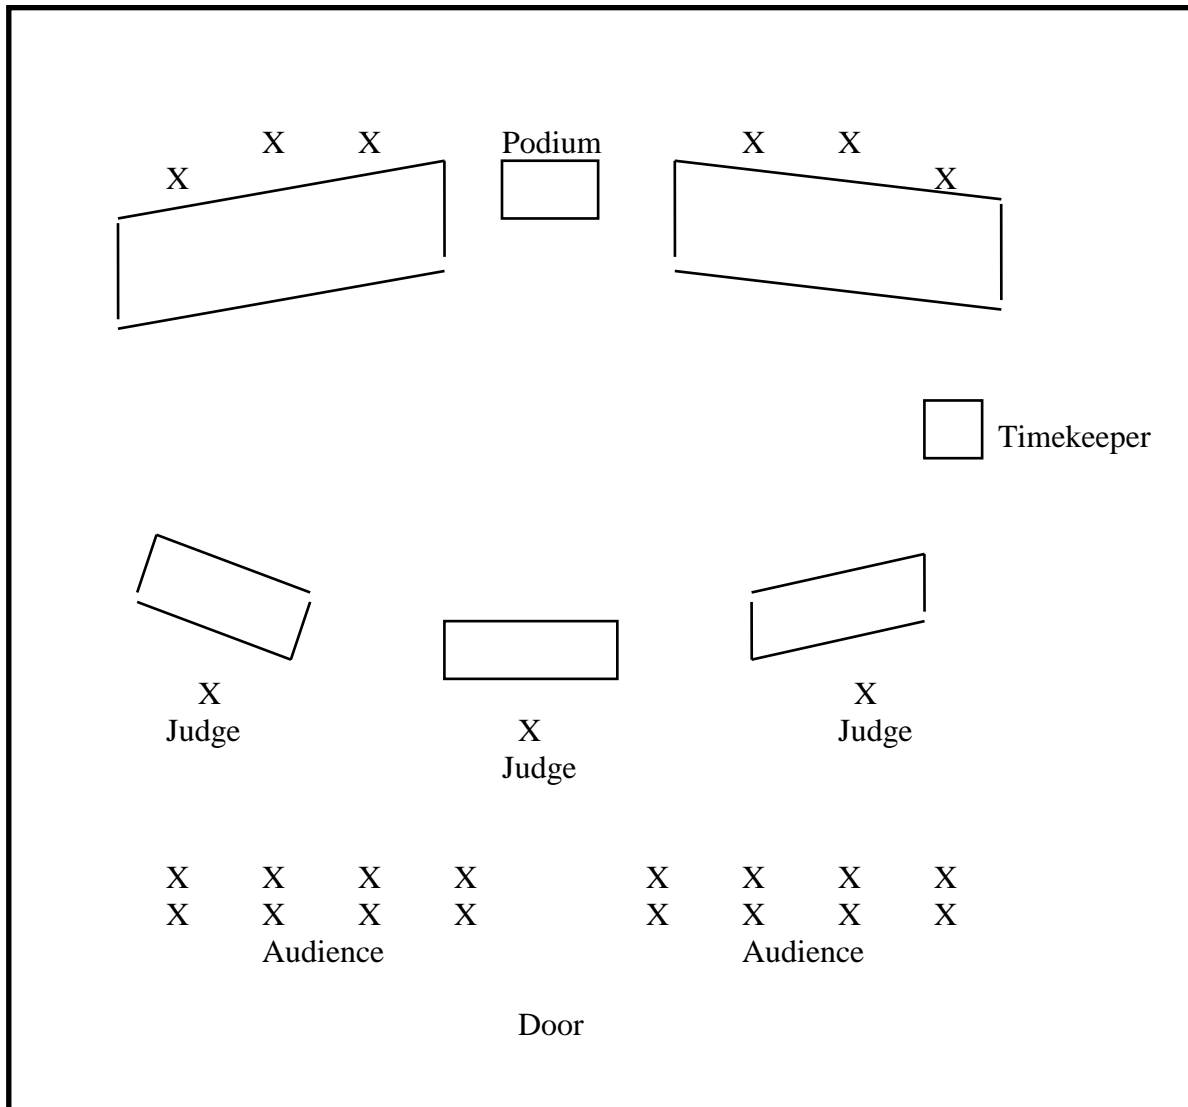 X X Podium X X
X X
Timekeeper
X X
Judge X Judge
Judge
X X X X X X X X
X X X X X X X X
Audience Audience
Door